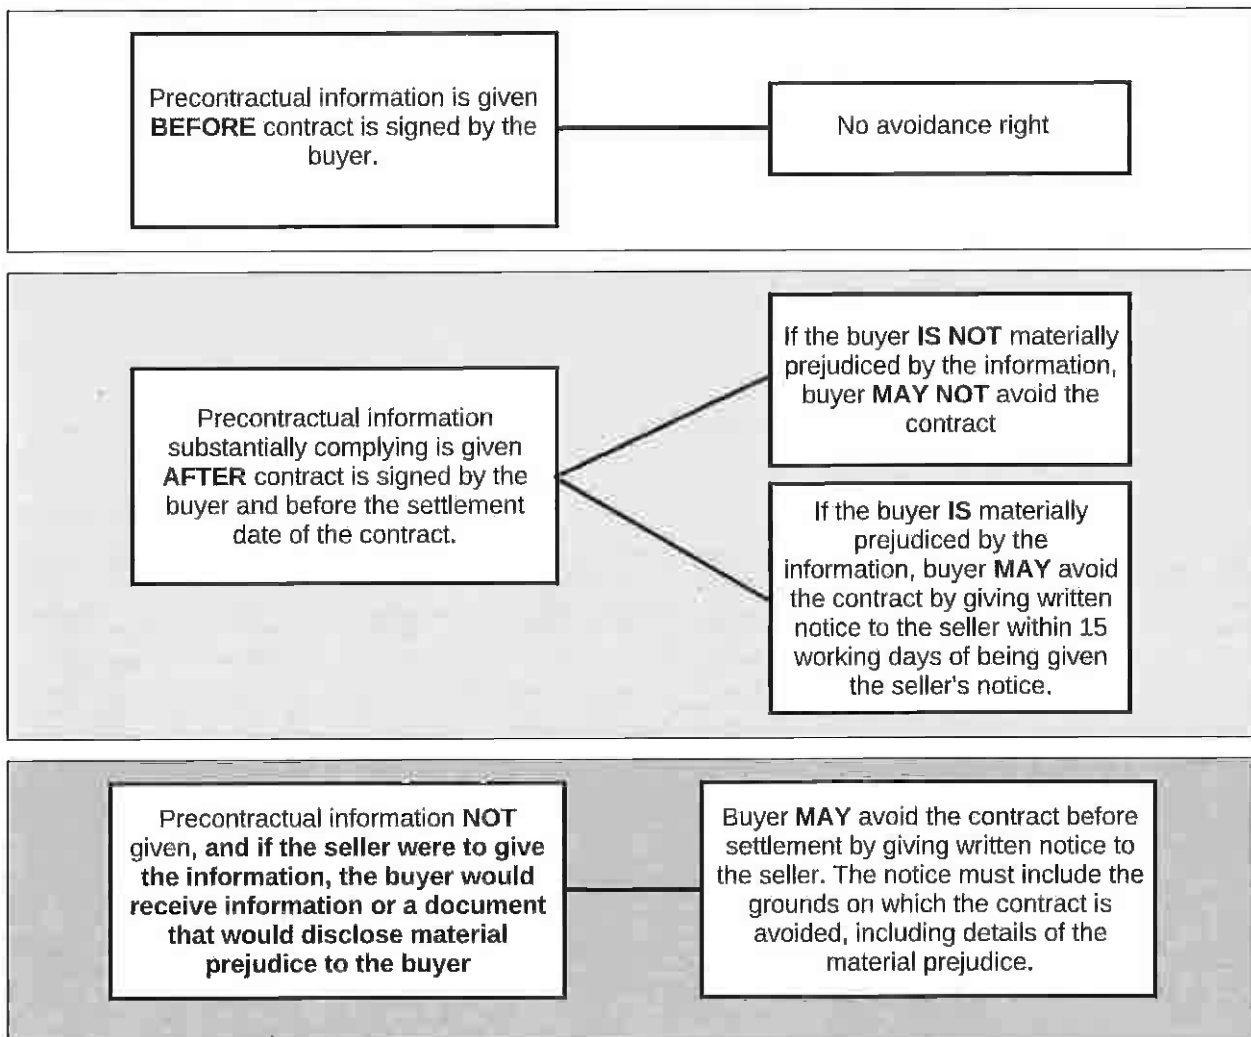 Precontractual information is given
BEFORE contract is signed by the
buyer.
No avoidance right
Precontractual information
substantially complying is given
AFTER contract is signed by the
buyer and before the settlement
date of the contract.
If the buyer IS NOT materially
prejudiced by the information,
buyer MAY NOT avoid the
contract
If the buyer IS materially
prejudiced by the
information, buyer MAY avoid
the contract by giving written
notice to the seller within 15
working days of being given
the seller's notice.
Precontractual information NOT
given, and if the seller were to give
the information, the buyer would
receive information or a document
that would disclose material
prejudice to the buyer
Buyer MAY avoid the contract before
settlement by giving written notice to
the seller. The notice must include the
grounds on which the contract is
avoided, including details of the
material prejudice.